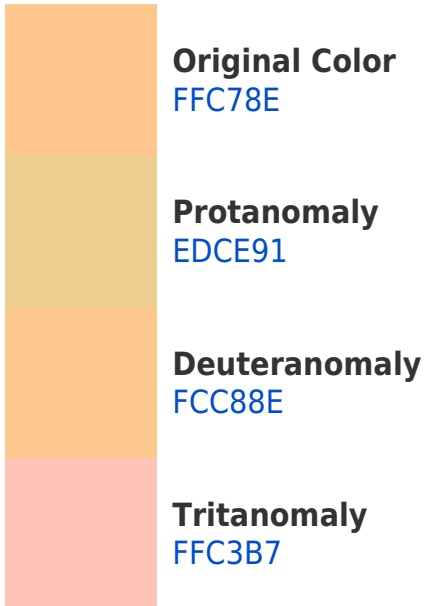 Original Color
FFC78E
Protanomaly
EDCE91
Deuteranomaly
FCC88E
Tritanomaly
FFC3B7